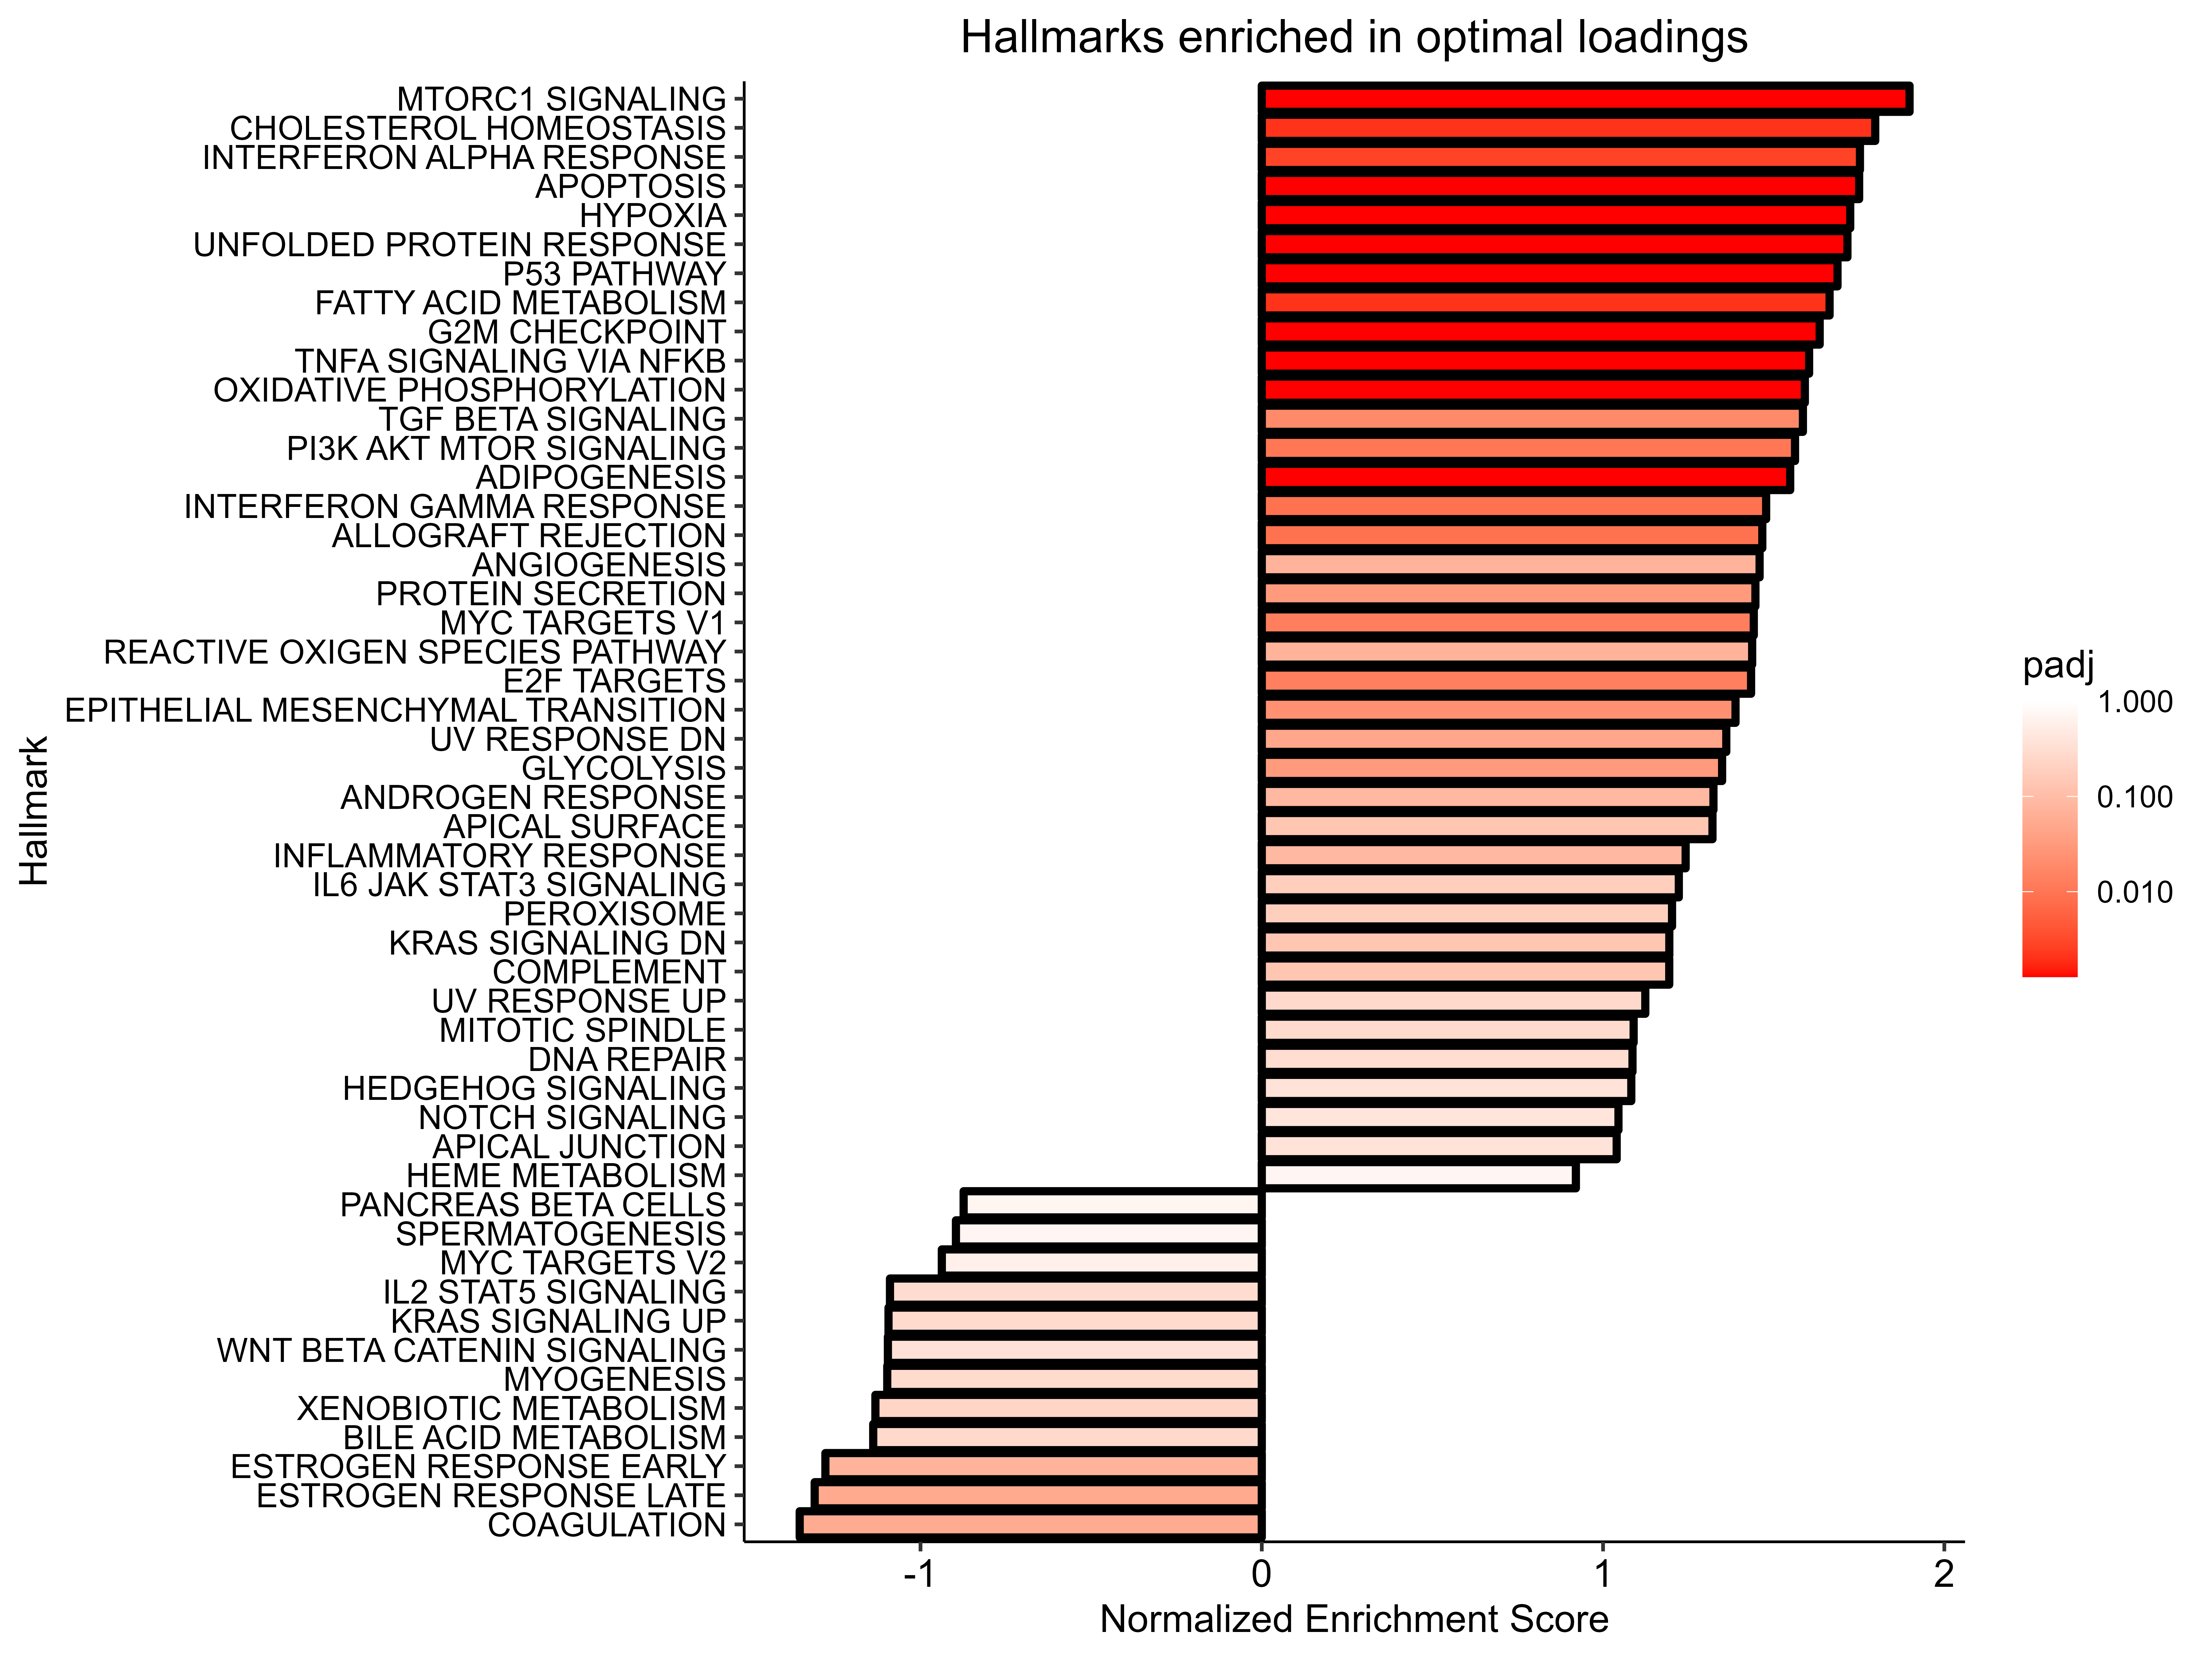 Hallmarks enriched in optimal loadings
Hallmark
MTORC1 SIGNALING
CHOLESTEROL HOMEOSTASIS
INTERFERON ALPHA RESPONSE
APOPTOSIS
HYPOXIA
UNFOLDED PROTEIN RESPONSE
P53 PATHWAY
FATTY ACID METABOLISM
G2M CHECKPOINT
TNFA SIGNALING VIA NFKB
OXIDATIVE PHOSPHORYLATION
TGF BETA SIGNALING
PI3K AKT MTOR SIGNALING
ADIPOGENESIS
INTERFERON GAMMA RESPONSE
ALLOGRAFT REJECTION
ANGIOGENESIS
PROTEIN SECRETION
MYC TARGETS V1
REACTIVE OXIGEN SPECIES PATHWAY
E2F TARGETS
EPITHELIAL MESENCHYMAL TRANSITION
UV RESPONSE DN
GLYCOLYSIS
ANDROGEN RESPONSE
APICAL SURFACE
INFLAMMATORY RESPONSE
IL6 JAK STAT3 SIGNALING
PEROXISOME
KRAS SIGNALING DN
COMPLEMENT
UV RESPONSE UP
MITOTIC SPINDLE
DNA REPAIR
HEDGEHOG SIGNALING
NOTCH SIGNALING
APICAL JUNCTION
HEME METABOLISM
PANCREAS BETA CELLS
SPERMATOGENESIS
MYC TARGETS V2
IL2 STAT5 SIGNALING
KRAS SIGNALING UP
WNT BETA CATENIN SIGNALING
MYOGENESIS
XENOBIOTIC METABOLISM
BILE ACID METABOLISM
ESTROGEN RESPONSE EARLY
ESTROGEN RESPONSE LATE
COAGULATION
-1 0 1 2
Normalized Enrichment Score
padj
1.000
0.100
0.010